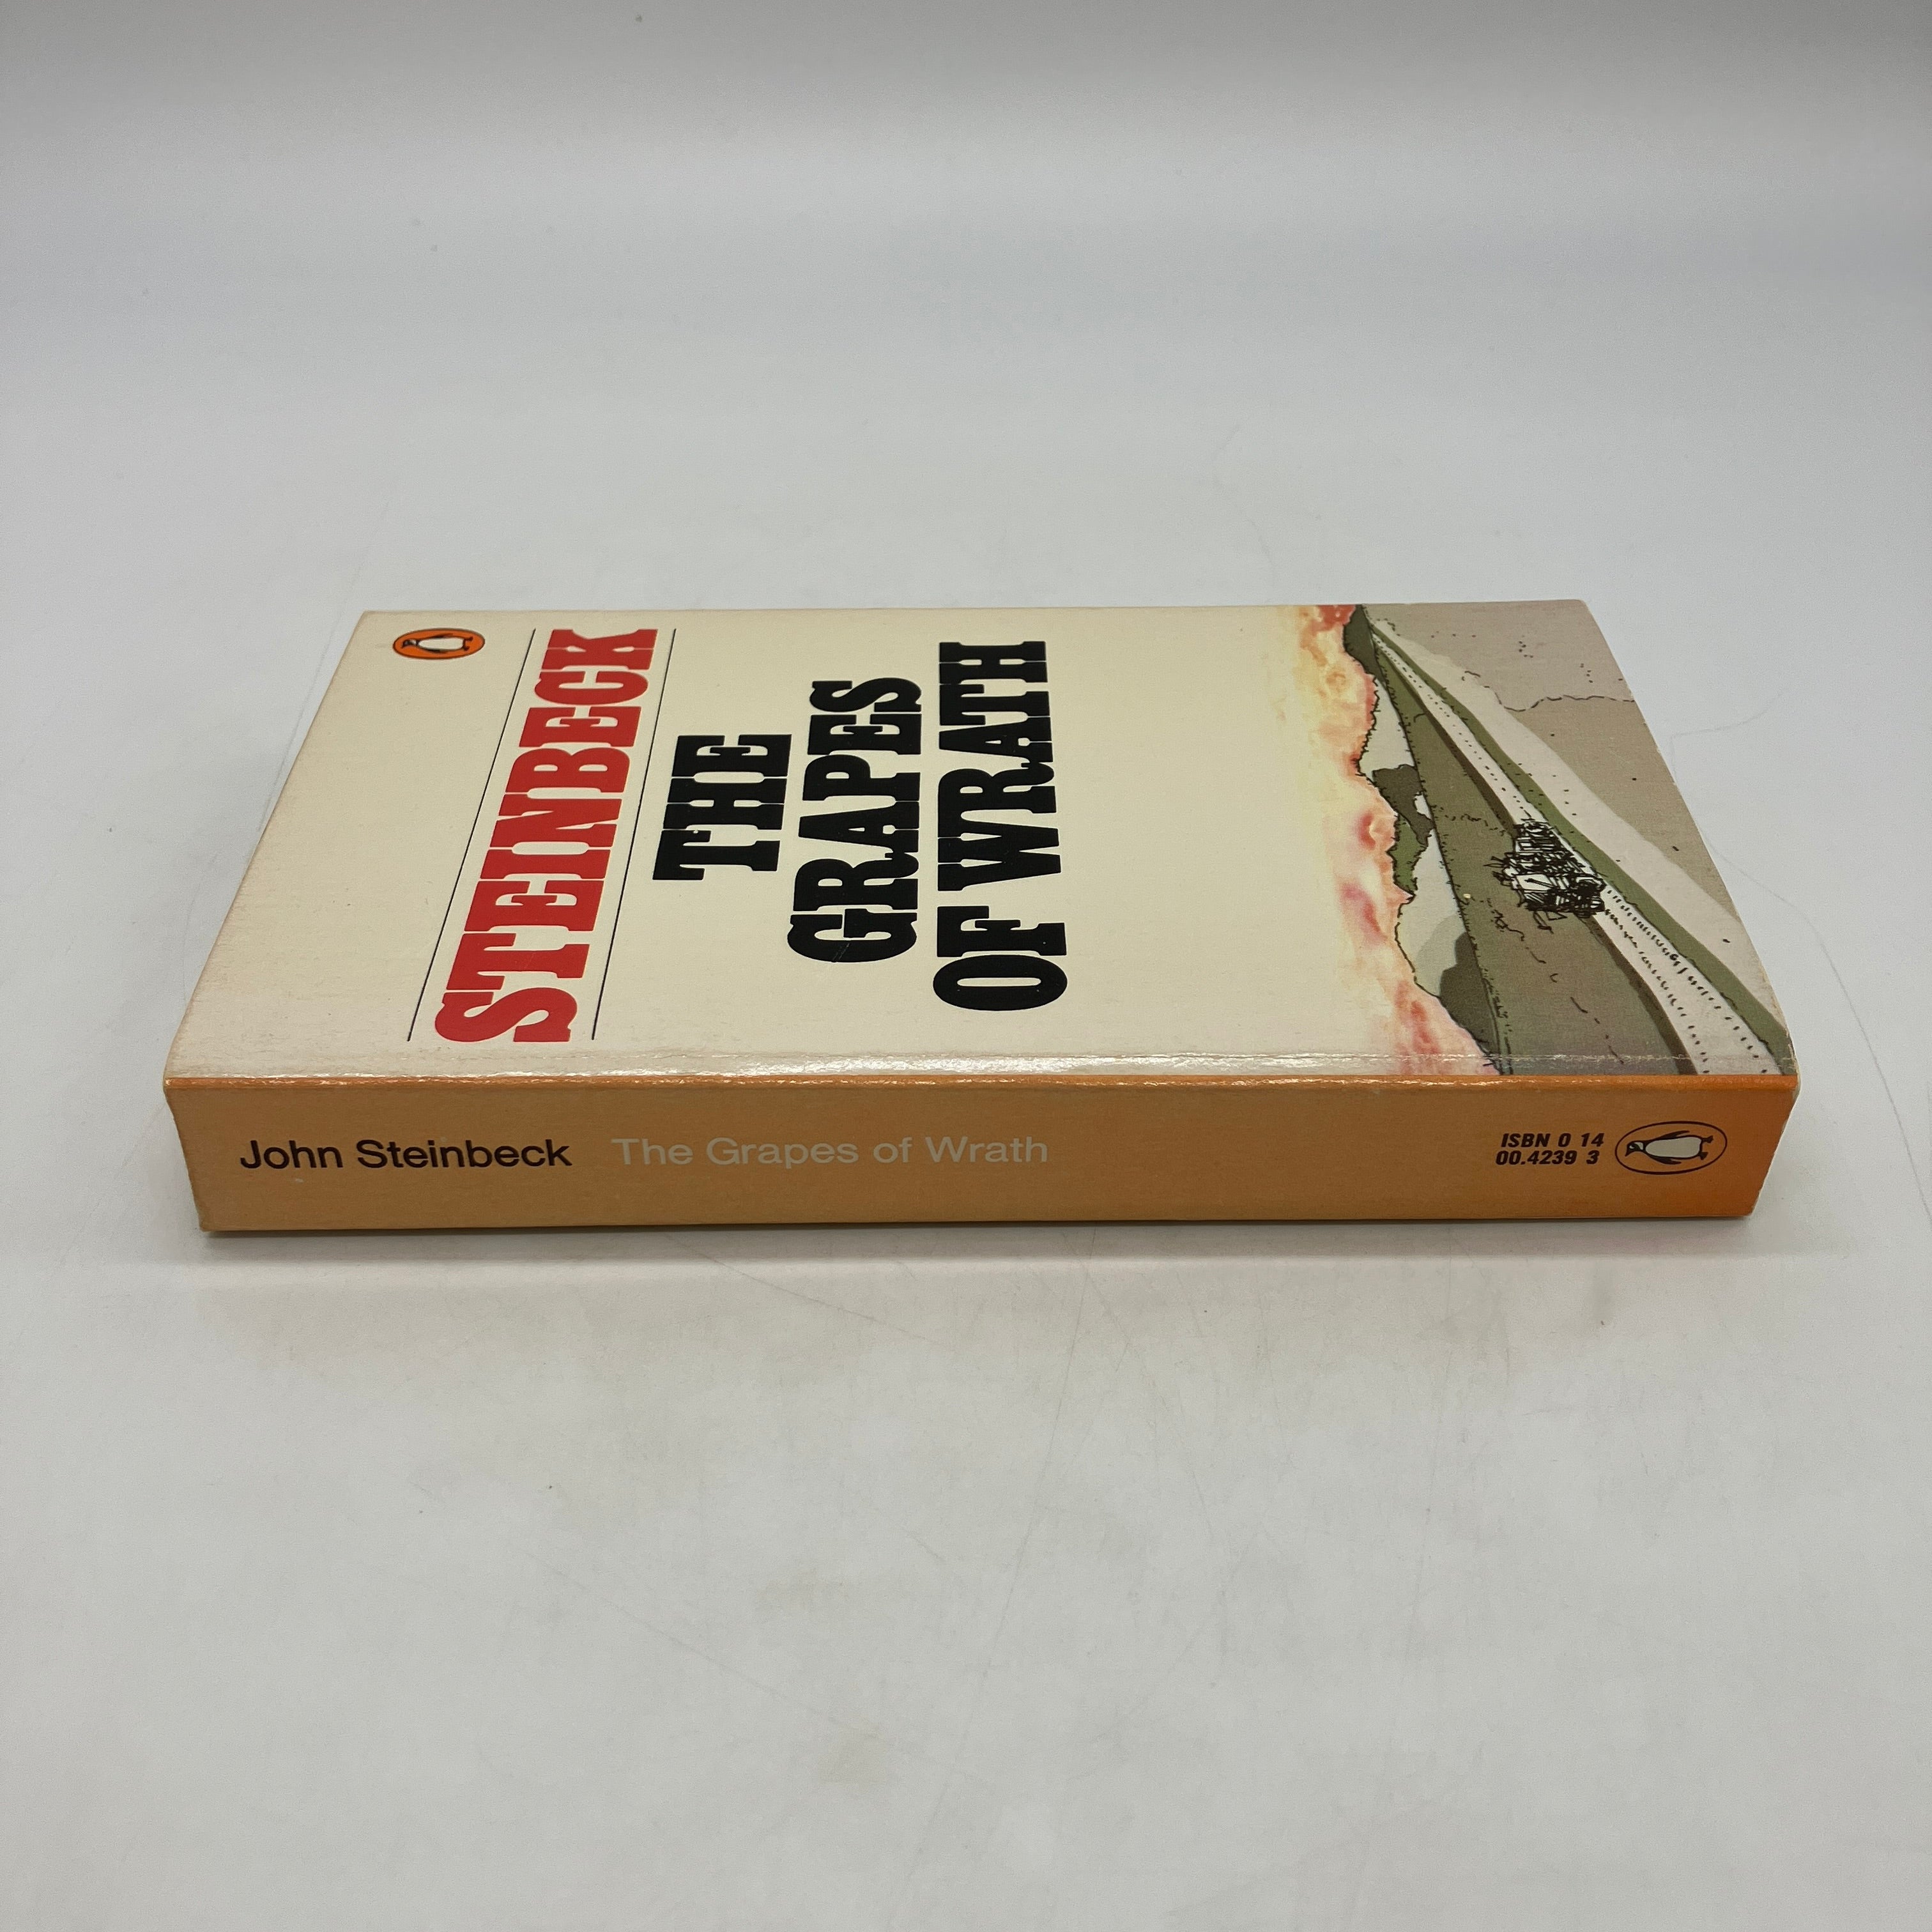 STEINBECK
THE
GRAPES
OF WRATH
John Steinbeck The Grapes of Wrath
ISBN 0 14
00.4239 3